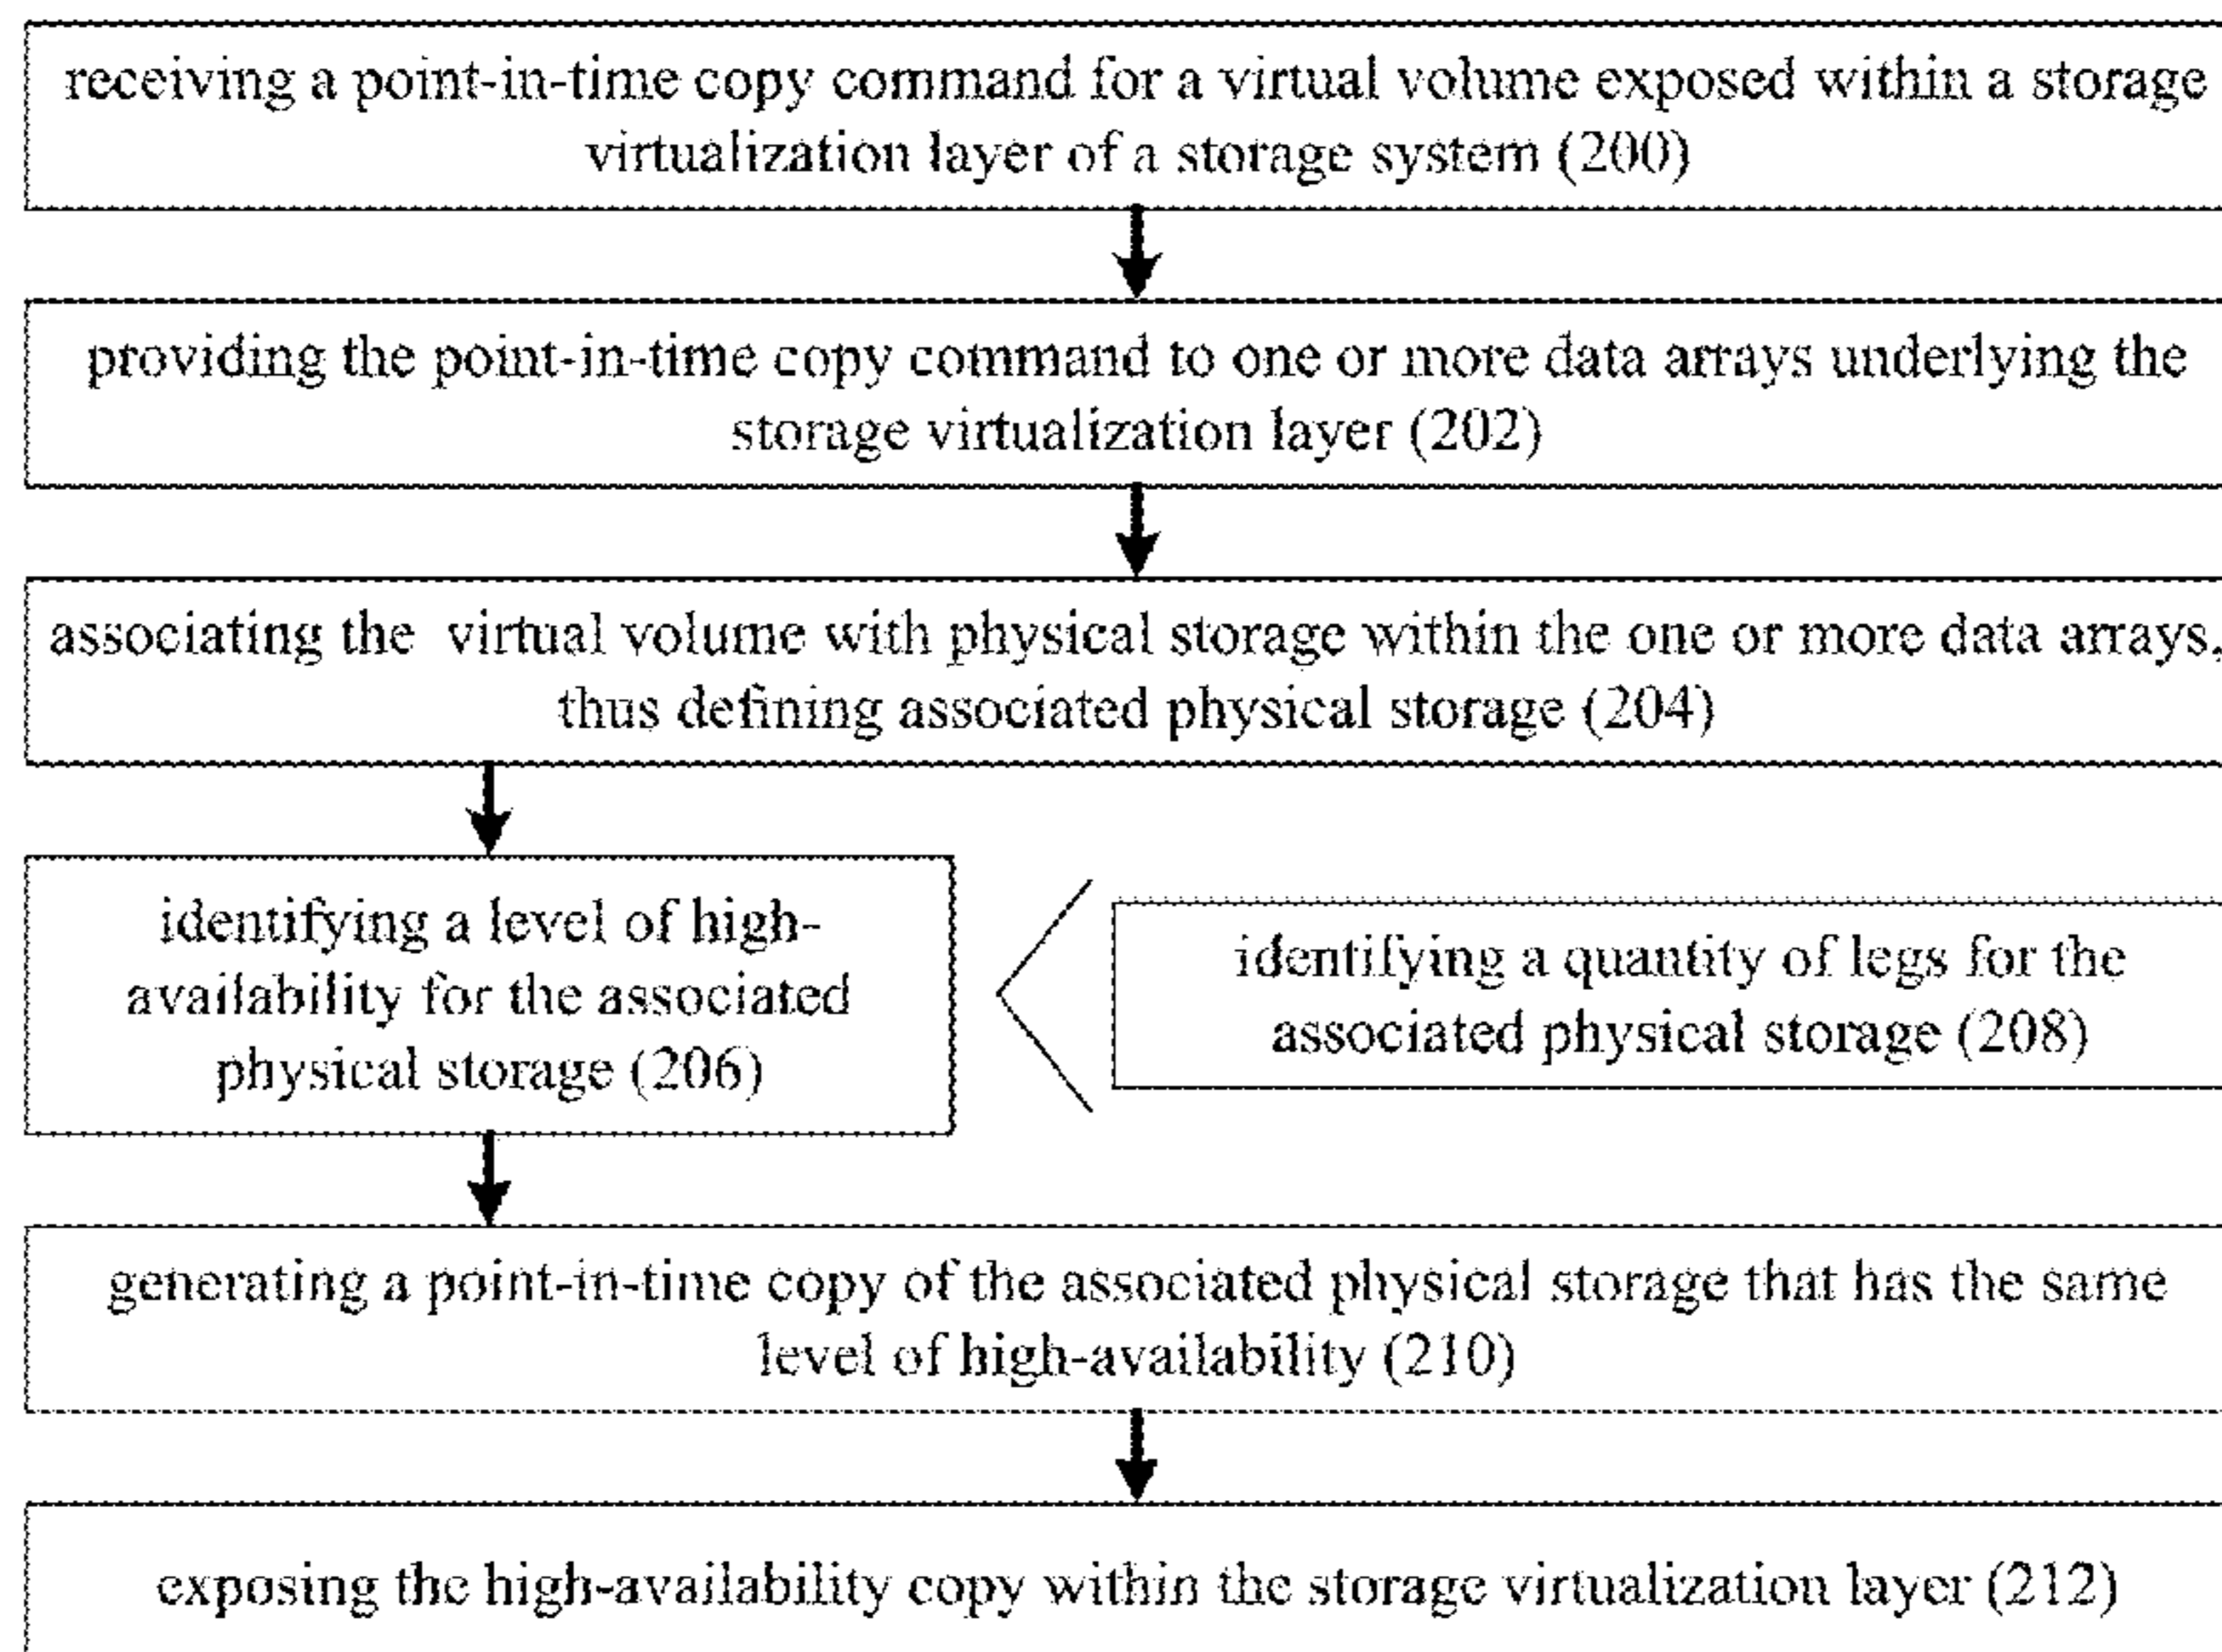 receiving a point-in-time copy command for a virtual volume exposed within a storage
virtualization layer of a storage system (200)
providing the point-in-time copy command to one or more data arrays underlying the
storage virtualization layer (202)
associating the virtual volume with physical storage within the one or more data arrays,
thus defining associated physical storage (204)
identifying a level of high-
availability for the associated
physical storage (206)
identifying a quantity of legs for the
associated physical storage (208)
generating a point-in-time copy of the associated physical storage that has the same
level of high-availability (210)
exposing the high-availability copy within the storage virtualization layer (212)